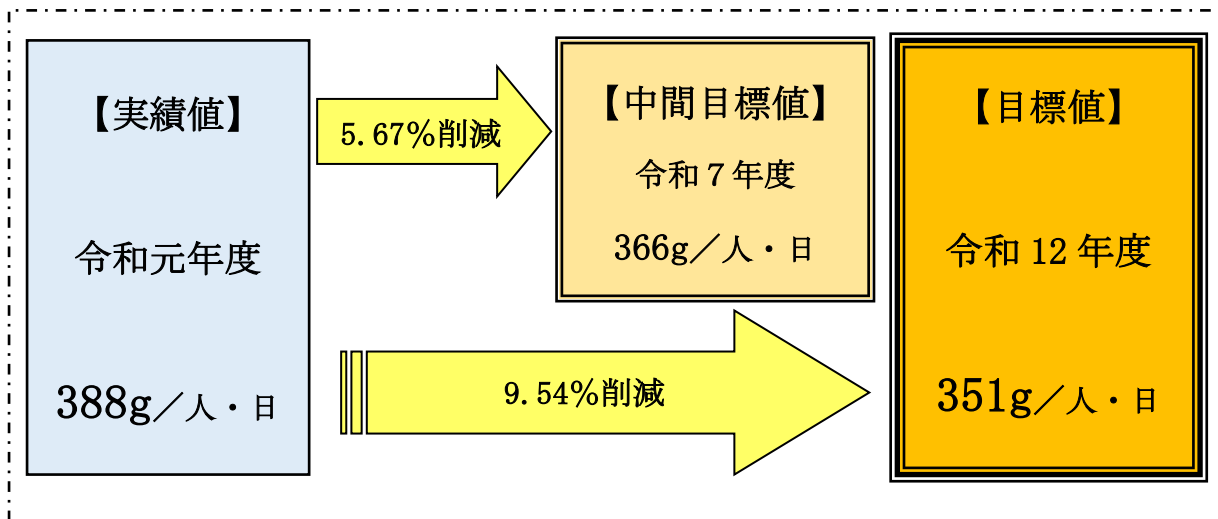 【実績値】
令和元年度
388g／人・日
5.67%削減
【中間目標値】
令和７年度
366g／人・日
9.54%削減
【目標値】
令和 12 年度
351g／人・日